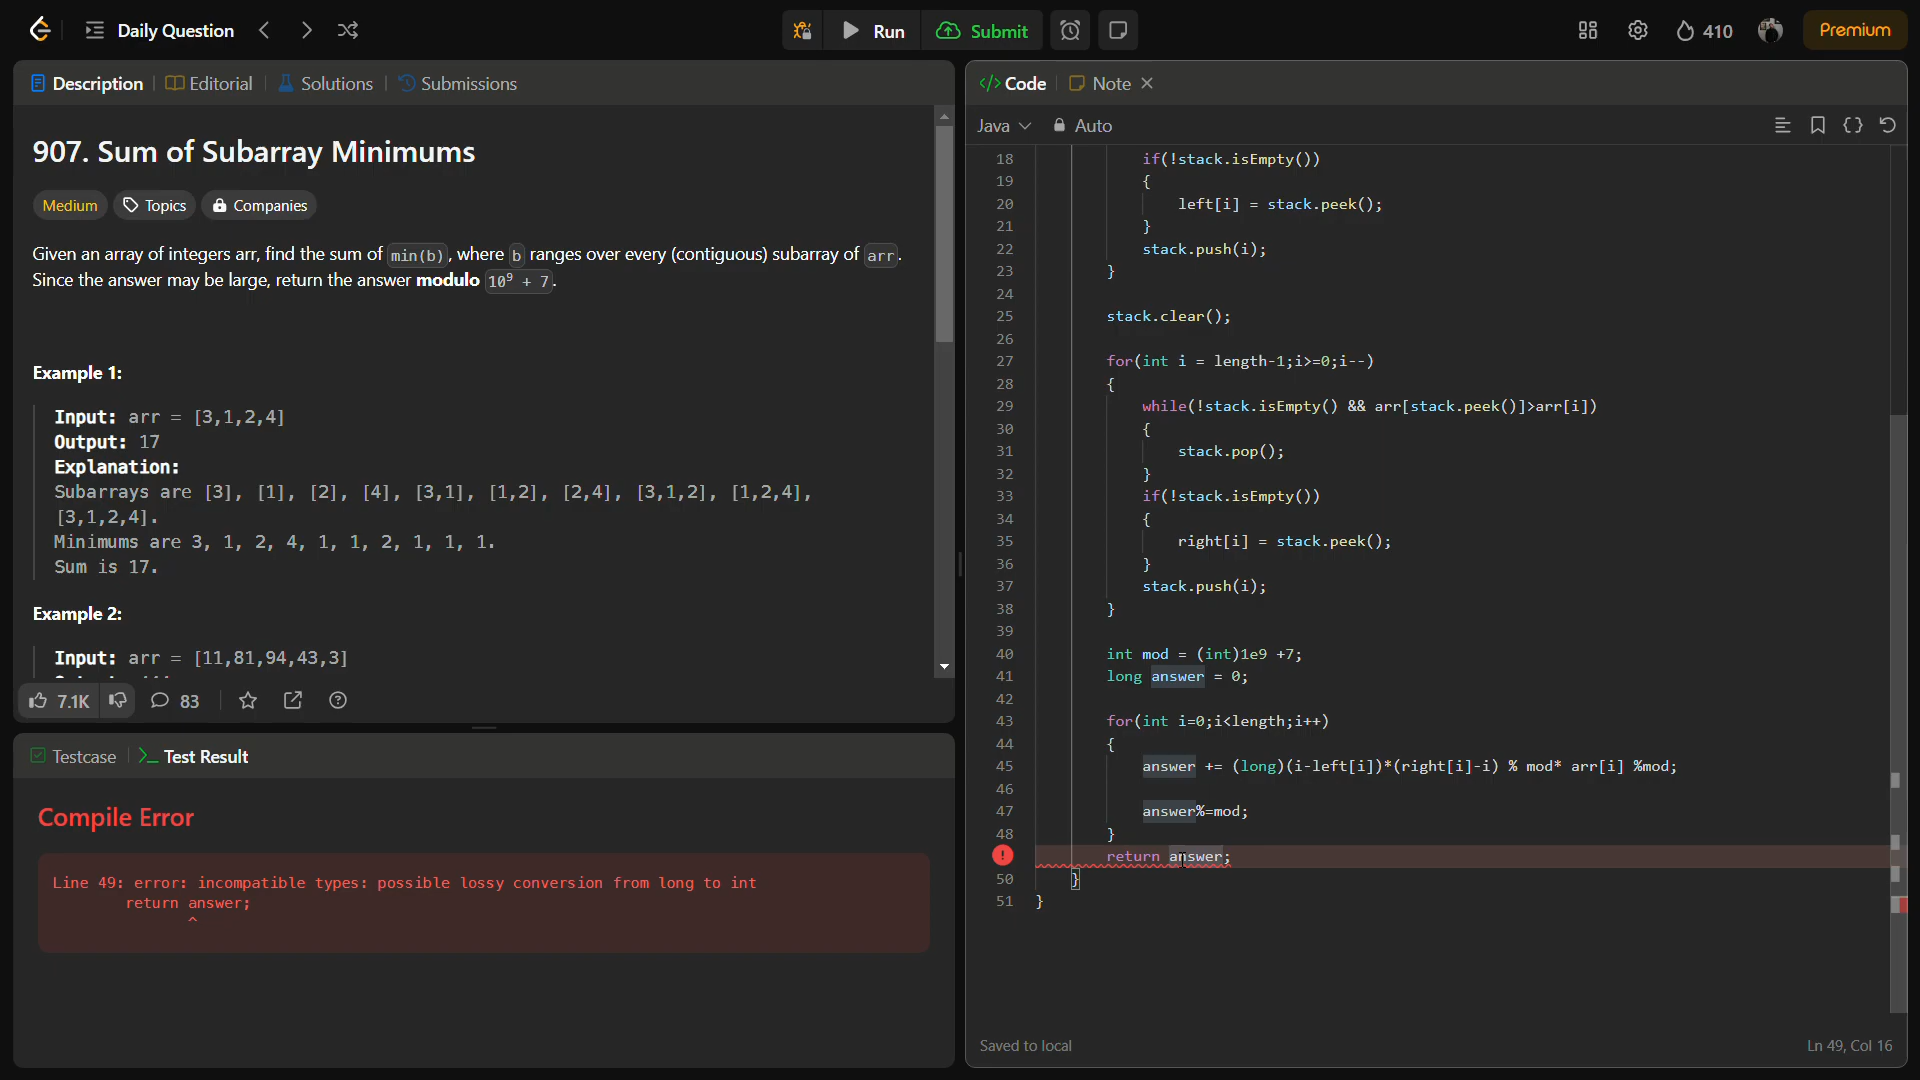 Daily Question
Run
Submit
410
Premium
Description
Editorial
Solutions
Submissions
907. Sum of Subarray Minimums
Medium
Topics
Companies
Given an array of integers arr, find the sum of min(b), where b ranges over every (contiguous) subarray of arr.
Since the answer may be large, return the answer modulo 10⁹ + 7.
Example 1:
Input: arr = [3,1,2,4]
Output: 17
Explanation:
Subarrays are [3], [1], [2], [4], [3,1], [1,2], [2,4], [3,1,2], [1,2,4],
[3,1,2,4].
Minimums are 3, 1, 2, 4, 1, 1, 2, 1, 1, 1.
Sum is 17.
Example 2:
Input: arr = [11,81,94,43,3]
7.1K
83
Testcase
>_ Test Result
Compile Error
Line 49: error: incompatible types: possible lossy conversion from long to int
return answer;
^
</> Code
Note
Java
Auto
18 if(!stack.isEmpty())
19 {
20 left[i] = stack.peek();
21 }
22 stack.push(i);
23 }
24
25 stack.clear();
26
27 for(int i = length-1;i>=0;i--)
28 {
29 while(!stack.isEmpty() && arr[stack.peek()]>arr[i])
30 {
31 stack.pop();
32 }
33 if(!stack.isEmpty())
34 {
35 right[i] = stack.peek();
36 }
37 stack.push(i);
38 }
39
40 int mod = (int)1e9 +7;
41 long answer = 0;
42
43 for(int i=0;i<length;i++)
44 {
45 answer += (long)(i-left[i])*(right[i]-i) % mod* arr[i] %mod;
46
47 answer%=mod;
48 }
return answer;
50 }
51 }
Saved to local
Ln 49, Col 16